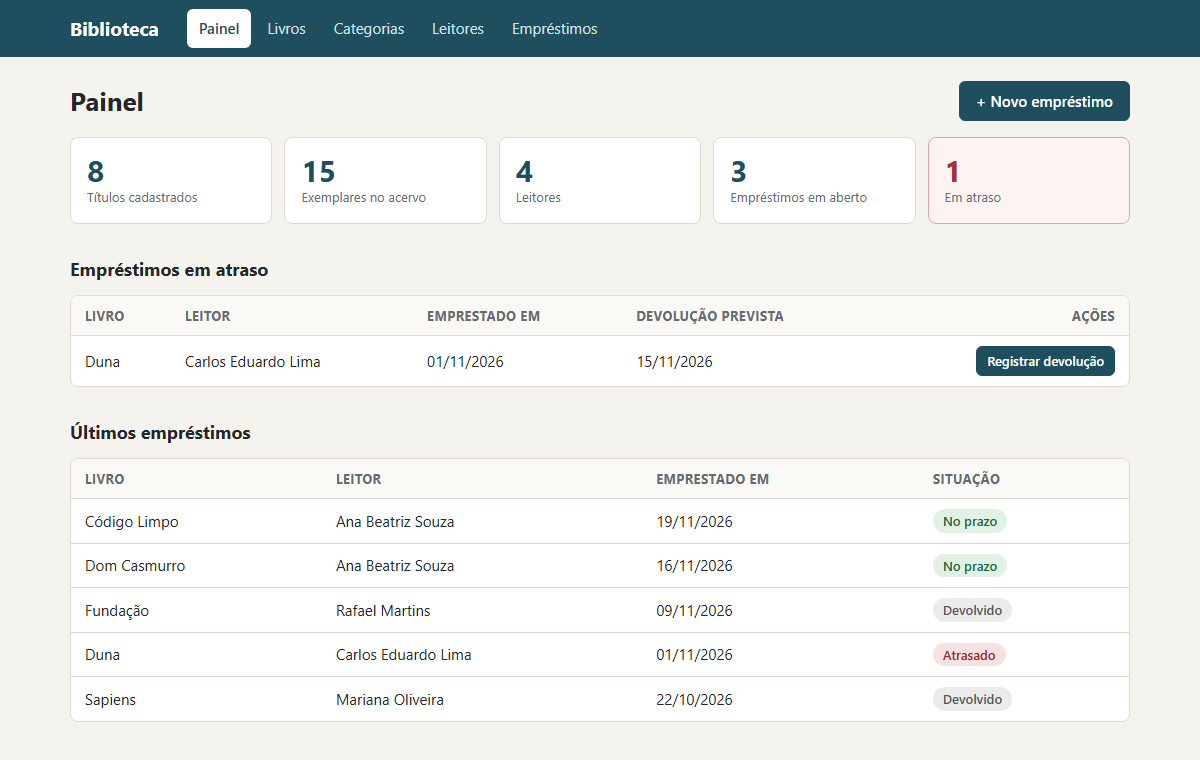 Biblioteca Painel Livros Categorias Leitores Empréstimos
Painel
+ Novo empréstimo
8
Títulos cadastrados
15
Exemplares no acervo
4
Leitores
3
Empréstimos em aberto
1
Em atraso
Empréstimos em atraso
LIVRO LEITOR EMPRESTADO EM DEVOLUÇÃO PREVISTA AÇÕES
Duna Carlos Eduardo Lima 01/11/2026 15/11/2026 Registrar devolução
Últimos empréstimos
LIVRO LEITOR EMPRESTADO EM SITUAÇÃO
Código Limpo Ana Beatriz Souza 19/11/2026 No prazo
Dom Casmurro Ana Beatriz Souza 16/11/2026 No prazo
Fundação Rafael Martins 09/11/2026 Devolvido
Duna Carlos Eduardo Lima 01/11/2026 Atrasado
Sapiens Mariana Oliveira 22/10/2026 Devolvido